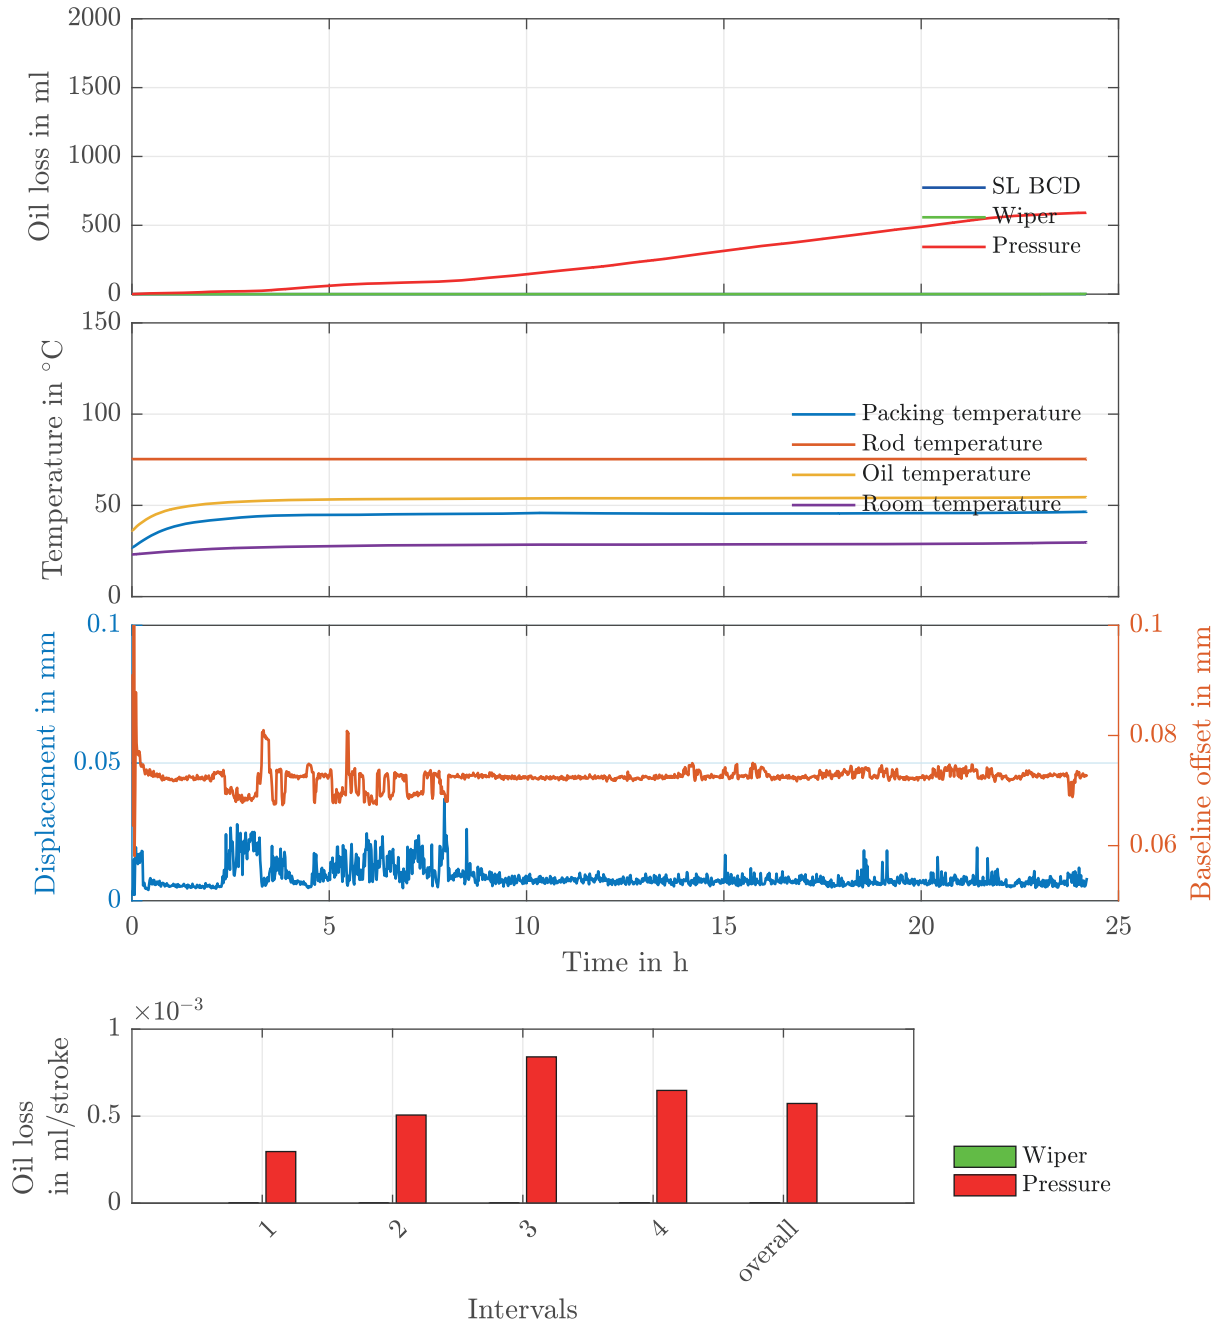 2000
1500
1000
500
0
Oil loss in ml
SL BCD
Wiper
Pressure
150
100
50
0
Temperature in °C
Packing temperature
Rod temperature
Oil temperature
Room temperature
0.1
0.05
0
Displacement in mm
0.1
0.08
0.06
Baseline offset in mm
0 5 10 15 20 25
Time in h
×10⁻³
1
0.5
0
Oil loss
in ml/stroke
1 2 3 4 overall
Intervals
Wiper
Pressure